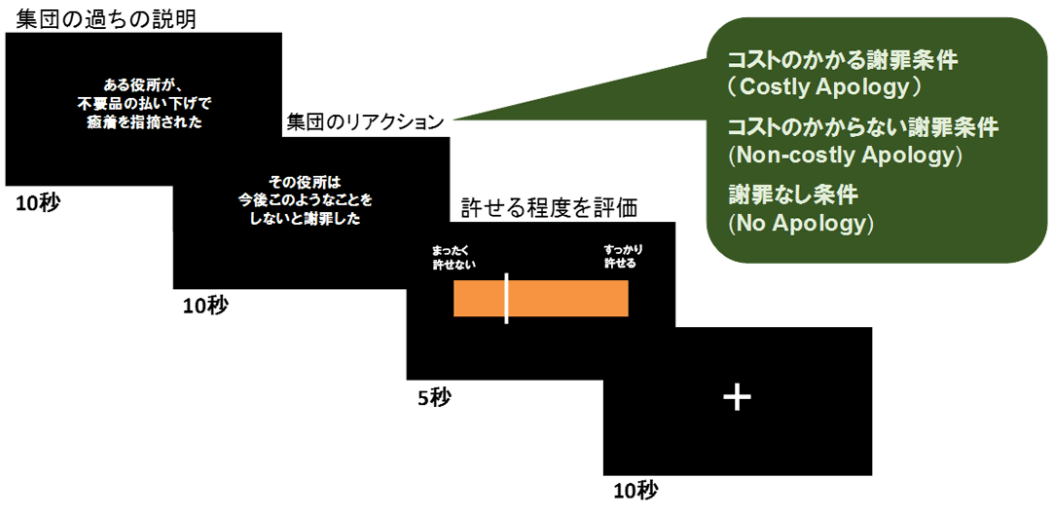 集団の過ちの説明
ある役所が、
不要品の払い下げで
癒着を指摘された
10秒
集団のリアクション
その役所は
今後このようなことを
しないと謝罪した
10秒
許せる程度を評価
まったく
許せない
すっかり
許せる
5秒
10秒
コストのかかる謝罪条件
(Costly Apology)
コストのかからない謝罪条件
(Non-costly Apology)
謝罪なし条件
(No Apology)